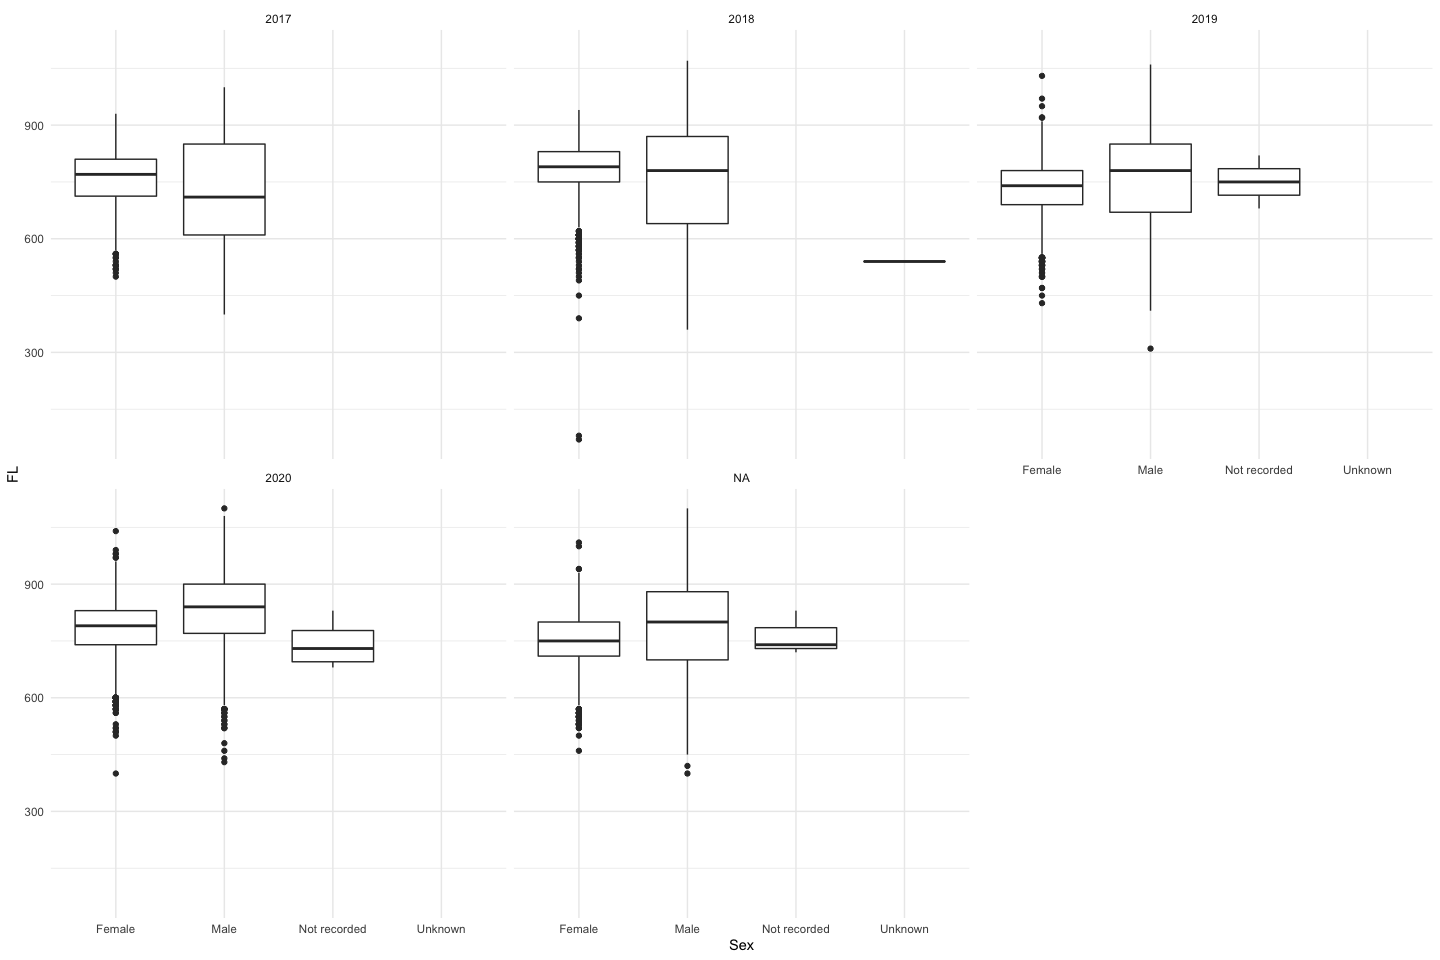 2017 2018 2019
900
600
300
Female Male Not recorded Unknown
FL
2020 NA
900
600
300
Female Male Not recorded Unknown Female Male Not recorded Unknown
Sex